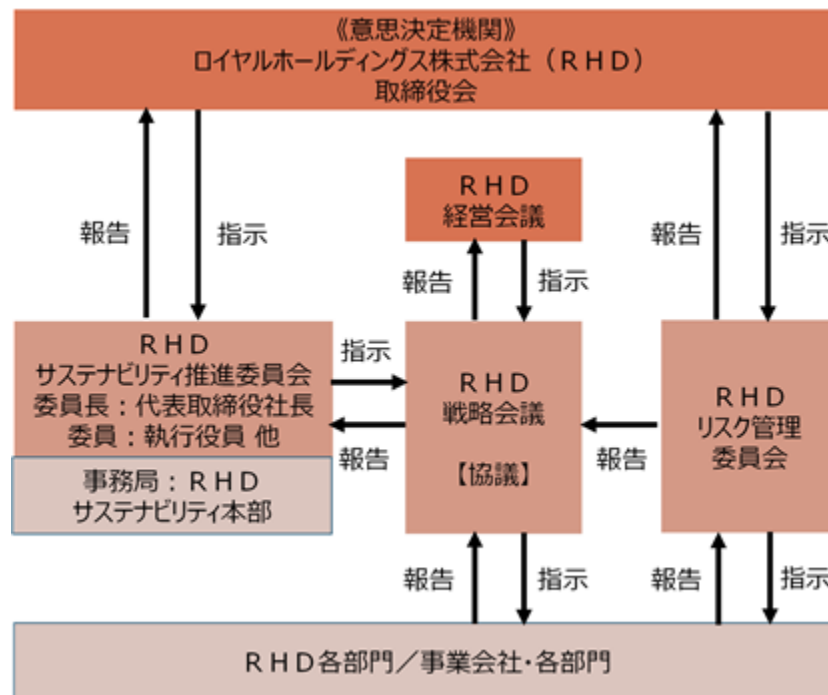 《意思決定機関》
ロイヤルホールディングス株式会社（ＲＨＤ）
取締役会
報告
指示
ＲＨＤ
経営会議
報告
指示
報告
指示
ＲＨＤ
サステナビリティ推進委員会
委員長：代表取締役社長
委員：執行役員 他
事務局：ＲＨＤ
サステナビリティ本部
指示
報告
ＲＨＤ
戦略会議
【協議】
報告
ＲＨＤ
リスク管理
委員会
報告
指示
報告
指示
ＲＨＤ各部門／事業会社・各部門